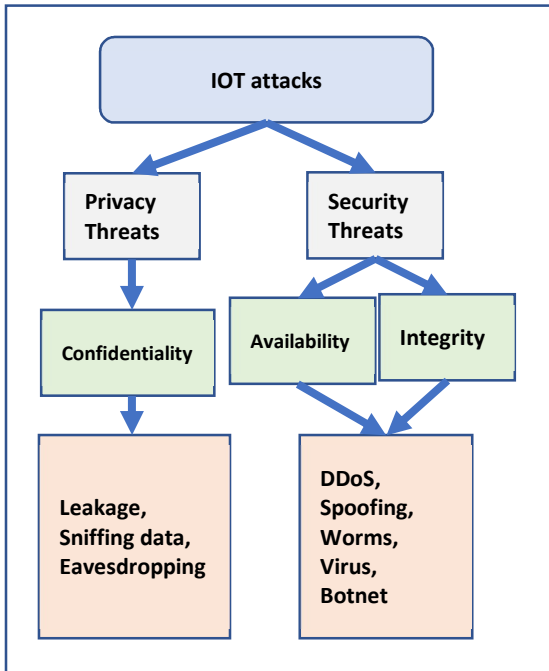 IOT attacks
Privacy
Threats
Security
Threats
Confidentiality
Availability
Integrity
Leakage,
Sniffing data,
Eavesdropping
DDoS,
Spoofing,
Worms,
Virus,
Botnet